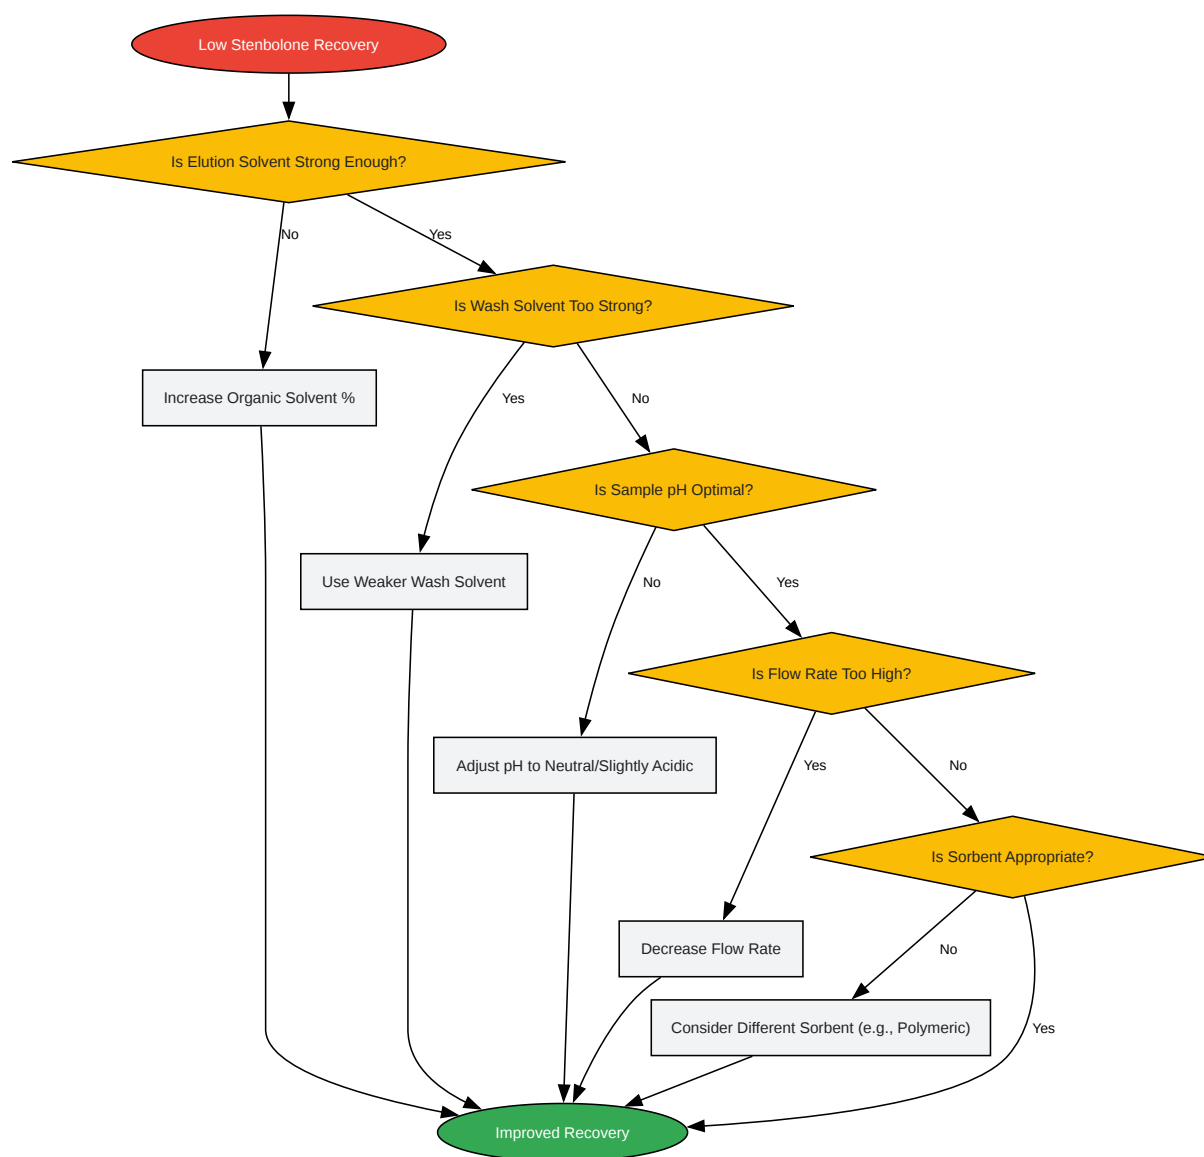 Low Stenbolone Recovery
Is Elution Solvent Strong Enough?
No
Yes
Is Wash Solvent Too Strong?
Increase Organic Solvent %
Yes
No
Is Sample pH Optimal?
Use Weaker Wash Solvent
No
Yes
Is Flow Rate Too High?
Adjust pH to Neutral/Slightly Acidic
Yes
No
Is Sorbent Appropriate?
Decrease Flow Rate
No
Consider Different Sorbent (e.g., Polymeric)
Yes
Improved Recovery